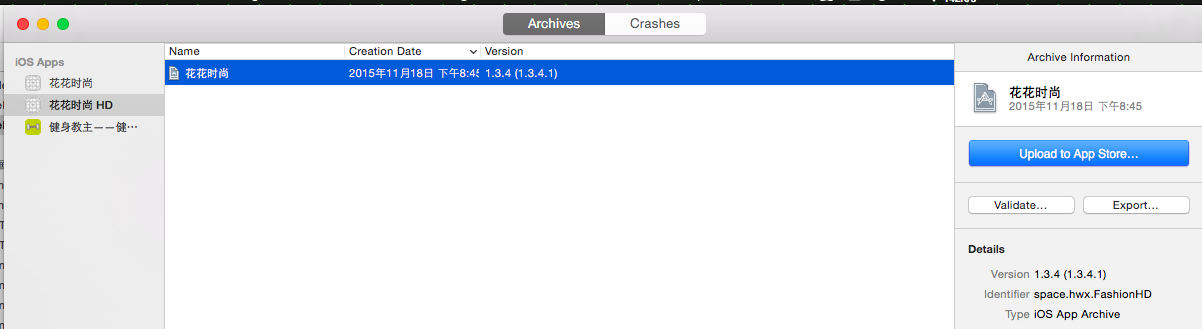 Archives Crashes
iOS Apps
花花时尚
花花时尚 HD
健身教主——健…
Name Creation Date Version
花花时尚 2015年11月18日 下午8:45 1.3.4 (1.3.4.1)
Archive Information
花花时尚
2015年11月18日 下午8:45
Upload to App Store…
Validate… Export…
Details
Version 1.3.4 (1.3.4.1)
Identifier space.hwx.FashionHD
Type iOS App Archive